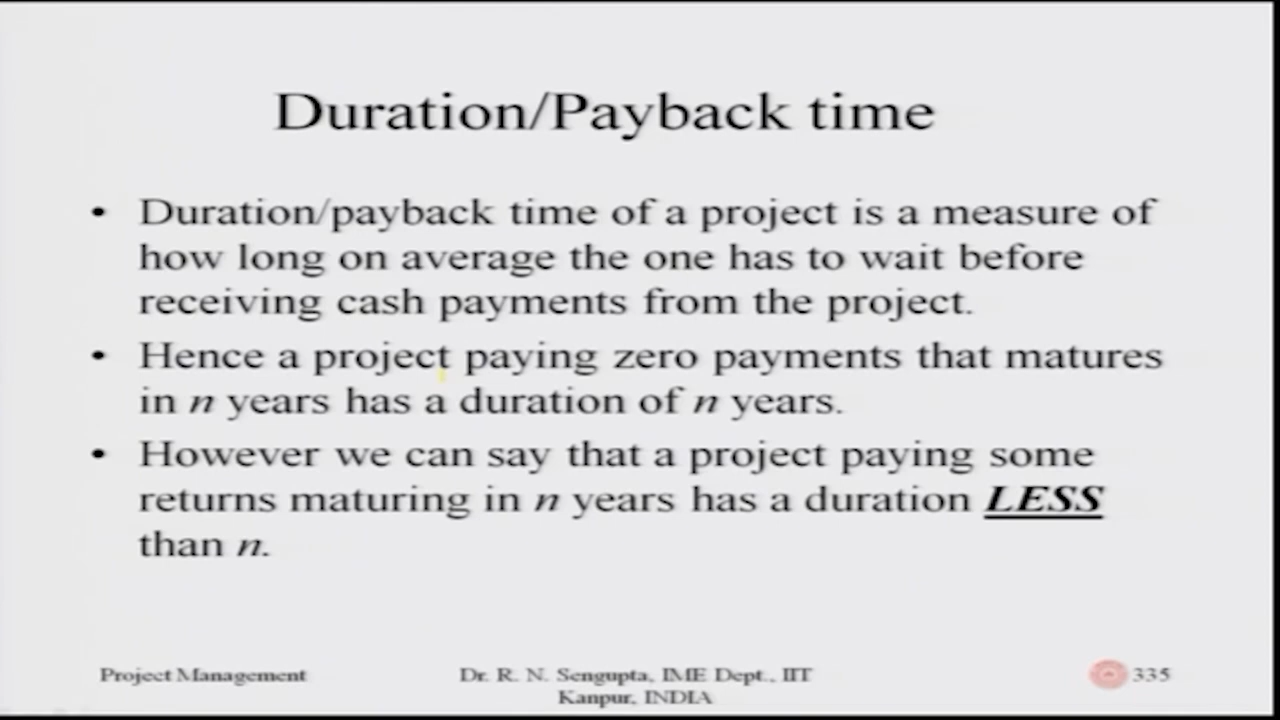 Duration/Payback time
• Duration/payback time of a project is a measure of
how long on average the one has to wait before
receiving cash payments from the project.
• Hence a project paying zero payments that matures
in n years has a duration of n years.
• However we can say that a project paying some
returns maturing in n years has a duration LESS
than n.
Project Management
Dr. R. N. Sengupta, IME Dept., IIT
Kanpur, INDIA
335